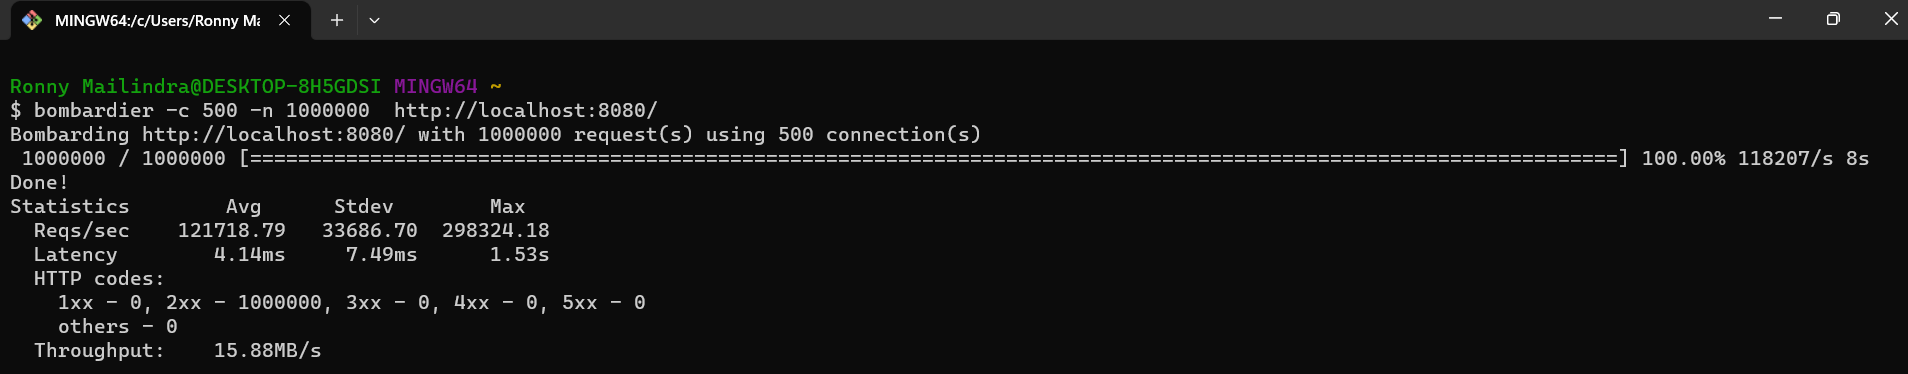 MINGW64:/c/Users/Ronny Ma
Ronny Mailindra@DESKTOP-8H5GDSI MINGW64 ~
$ bombardier -c 500 -n 1000000  http://localhost:8080/
Bombarding http://localhost:8080/ with 1000000 request(s) using 500 connection(s)
 1000000 / 1000000 [==================================================================================================================] 100.00% 118207/s 8s
Done!
Statistics        Avg      Stdev        Max
  Reqs/sec    121718.79   33686.70  298324.18
  Latency        4.14ms     7.49ms      1.53s
  HTTP codes:
    1xx - 0, 2xx - 1000000, 3xx - 0, 4xx - 0, 5xx - 0
    others - 0
  Throughput:    15.88MB/s